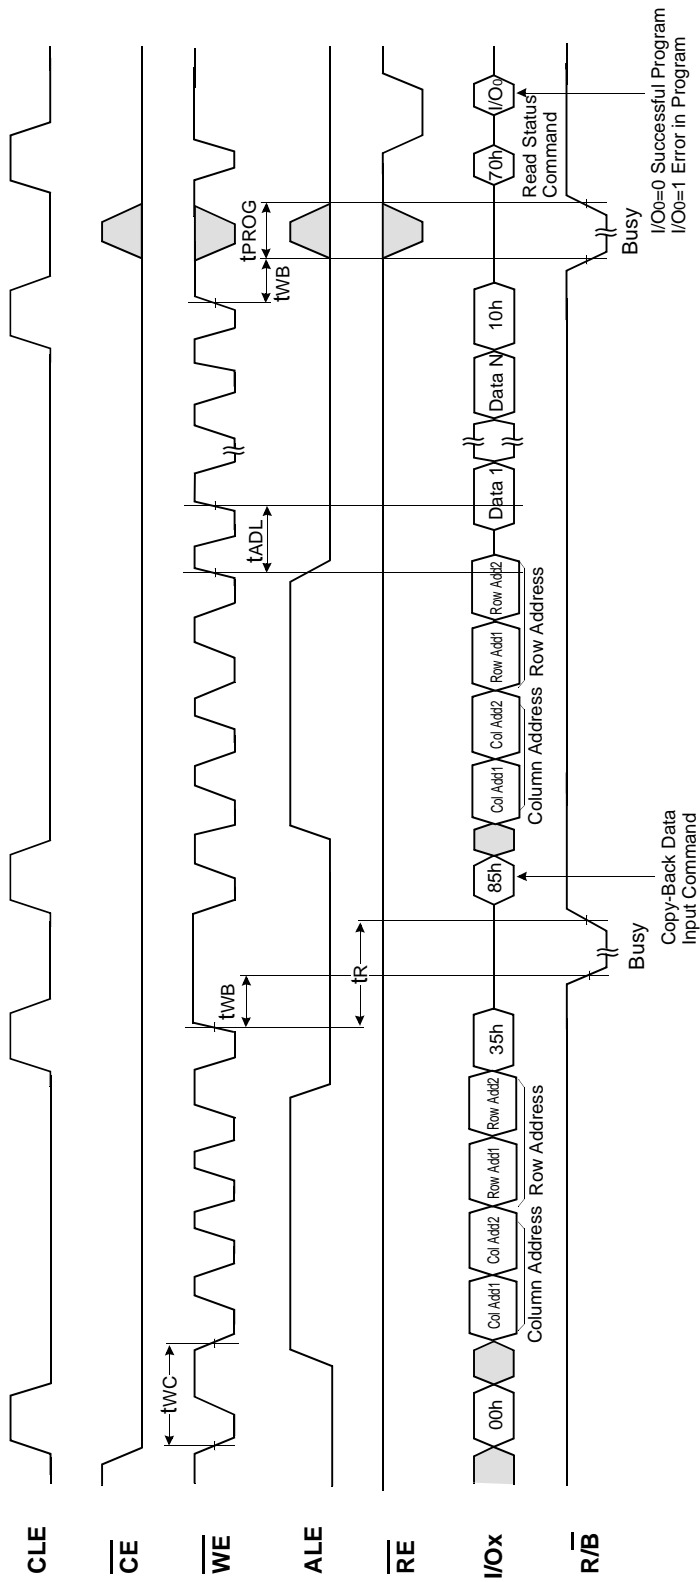 CLE
CE
WE
ALE
RE
I/Ox
R/B
tWC
tWB
tADL
tWB
tPROG
tR
00h
Col Add1
Col Add2
Row Add1
Row Add2
35h
85h
Col Add1
Col Add2
Row Add1
Row Add2
Data 1
Data N
10h
70h
I/O0
Column Address
Row Address
Column Address
Row Address
Read Status
Command
Busy
Busy
Copy-Back Data
Input Command
I/O0=0 Successful Program
I/O0=1 Error in Program